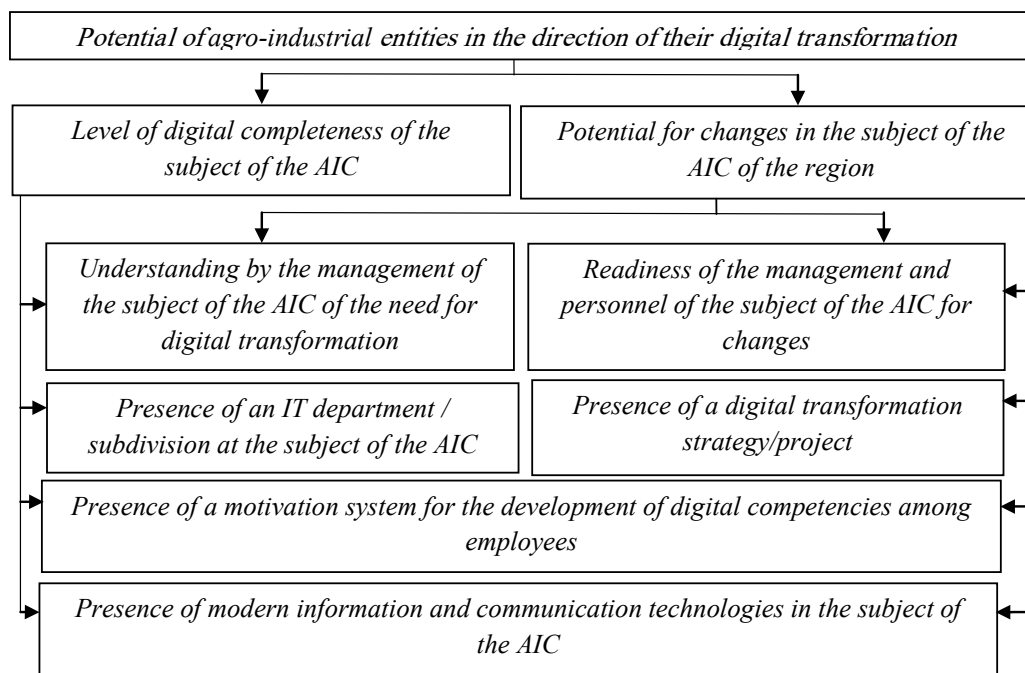 Potential of agro-industrial entities in the direction of their digital transformation
Level of digital completeness of the
subject of the AIC
Potential for changes in the subject of the
AIC of the region
Understanding by the management of
the subject of the AIC of the need for
digital transformation
Readiness of the management and
personnel of the subject of the AIC for
changes
Presence of an IT department /
subdivision at the subject of the AIC
Presence of a digital transformation
strategy/project
Presence of a motivation system for the development of digital competencies among
employees
Presence of modern information and communication technologies in the subject of
the AIC